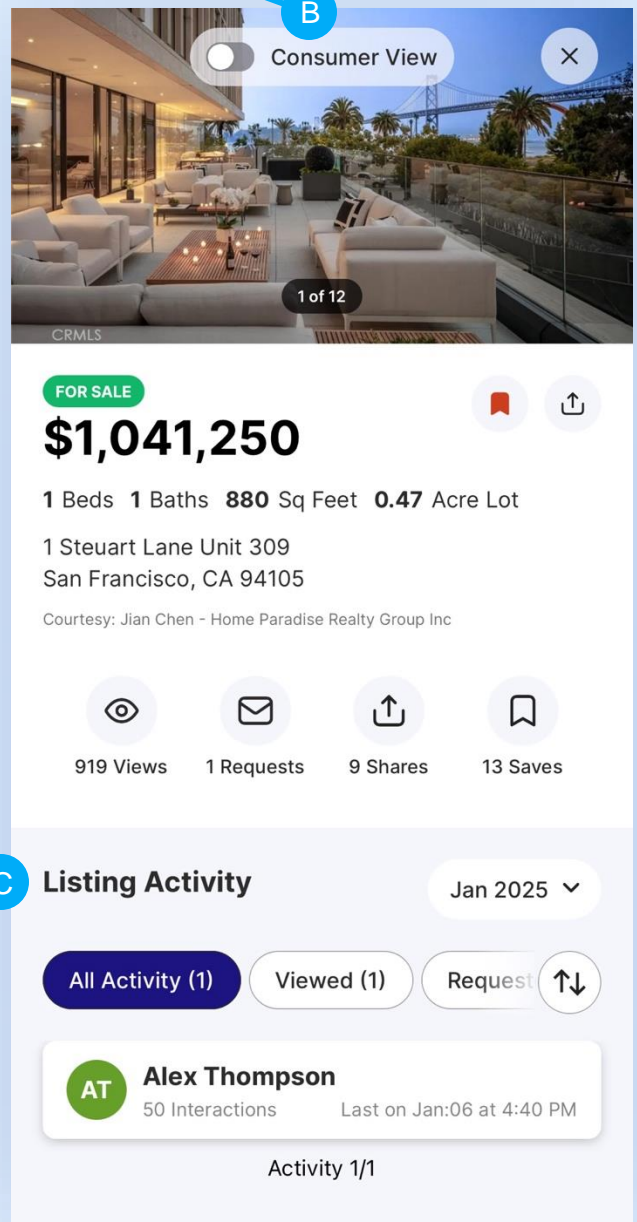 B
Consumer View
1 of 12
CRMLS
FOR SALE
$1,041,250
1 Beds 1 Baths 880 Sq Feet 0.47 Acre Lot
1 Steuart Lane Unit 309
San Francisco, CA 94105
Courtesy: Jian Chen - Home Paradise Realty Group Inc
919 Views 1 Requests 9 Shares 13 Saves
C Listing Activity Jan 2025
All Activity (1) Viewed (1) Request
AT Alex Thompson
50 Interactions Last on Jan:06 at 4:40 PM
Activity 1/1